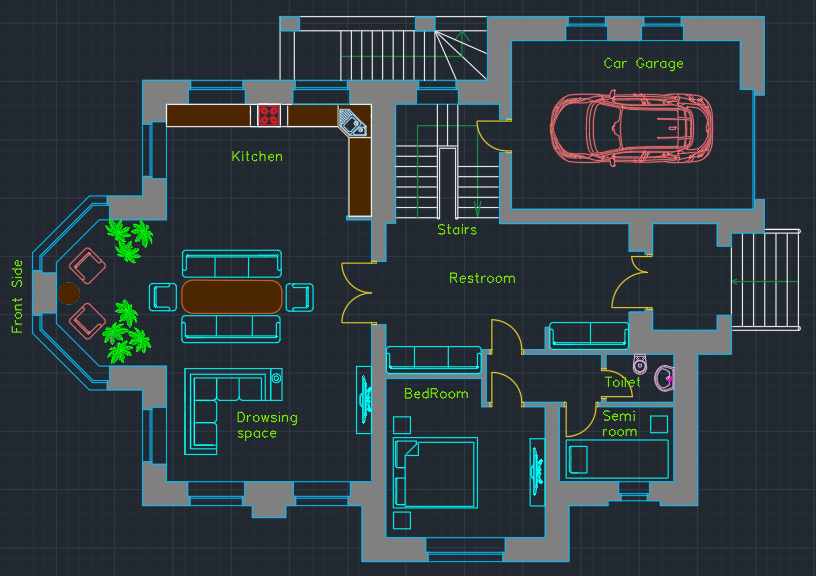 Car Garage
Kitchen
Stairs
Restroom
Front Side
Toilet
BedRoom
Drowsing
space
Semi
room